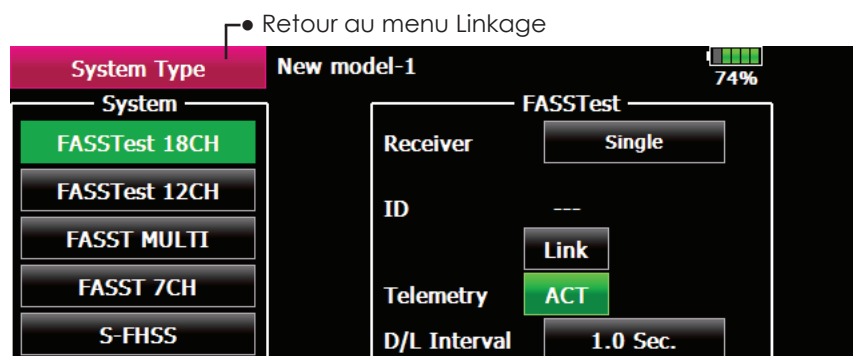 Retour au menu Linkage
System Type
New model-1
74%
System
FASSTest 18CH
FASSTest 12CH
FASST MULTI
FASST 7CH
S-FHSS
FASSTest
Receiver Single
ID ---
Link
Telemetry ACT
D/L Interval 1.0 Sec.